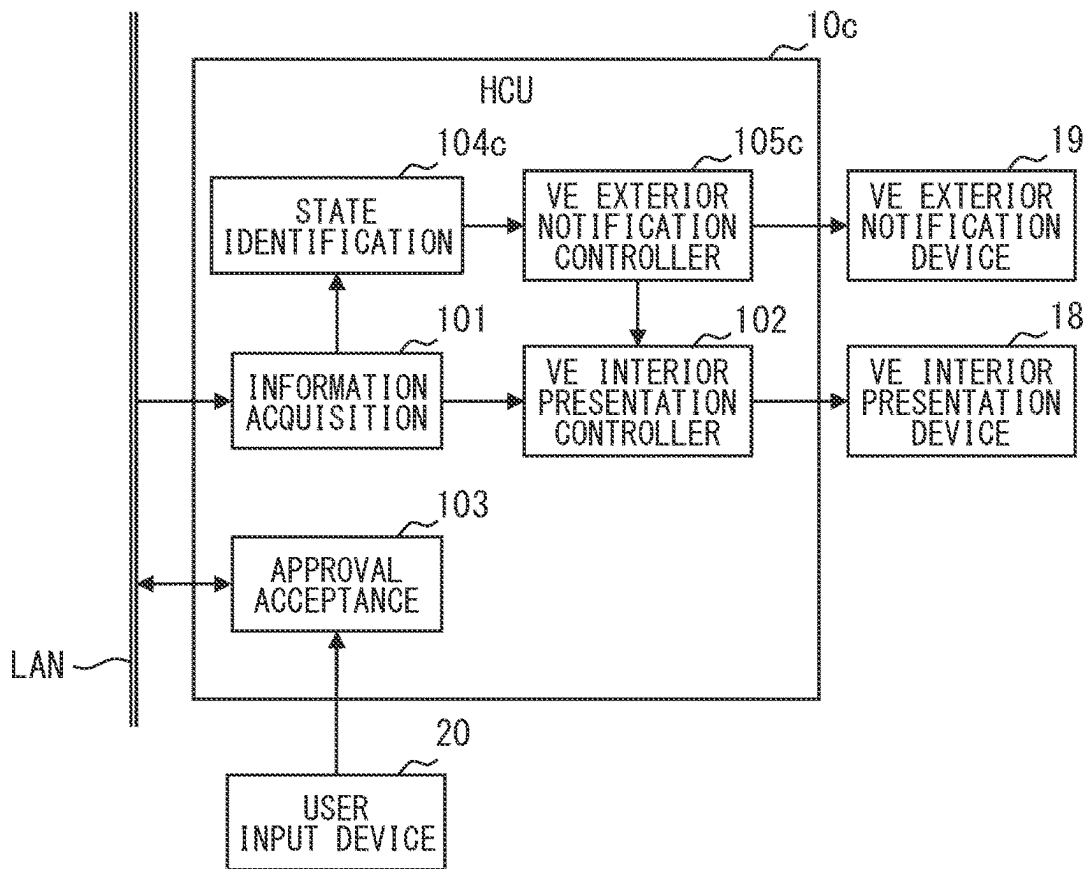 10c
HCU
104c
STATE
IDENTIFICATION
105c
VE EXTERIOR
NOTIFICATION
CONTROLLER
19
VE EXTERIOR
NOTIFICATION
DEVICE
101
INFORMATION
ACQUISITION
102
VE INTERIOR
PRESENTATION
CONTROLLER
18
VE INTERIOR
PRESENTATION
DEVICE
103
APPROVAL
ACCEPTANCE
LAN
20
USER
INPUT DEVICE